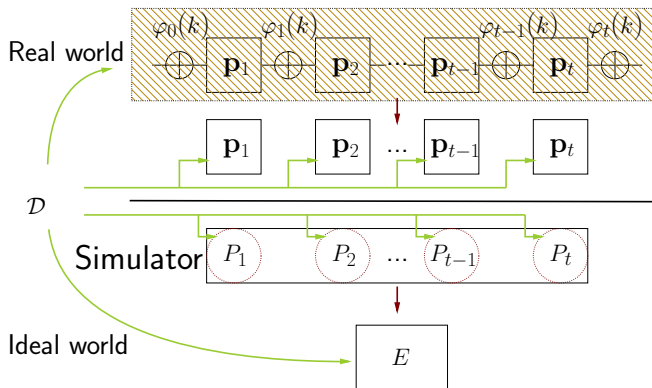 φ₀(k) φ₁(k) φₜ₋₁(k) φₜ(k)
Real world
p₁ p₂ ... pₜ₋₁ pₜ
p₁ p₂ ... pₜ₋₁ pₜ
𝒟
Simulator P₁ P₂ ... Pₜ₋₁ Pₜ
Ideal world
E